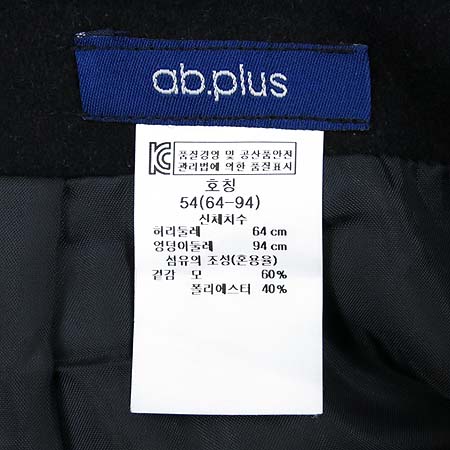 ab.plus
KC 품질경영 및 공산품안전
관리법에 의한 품질표시
호칭
54(64-94)
신체치수
허리둘레 64 cm
엉덩이둘레 94 cm
섬유의 조성(혼용율)
겉감 모 60%
폴리에스터 40%